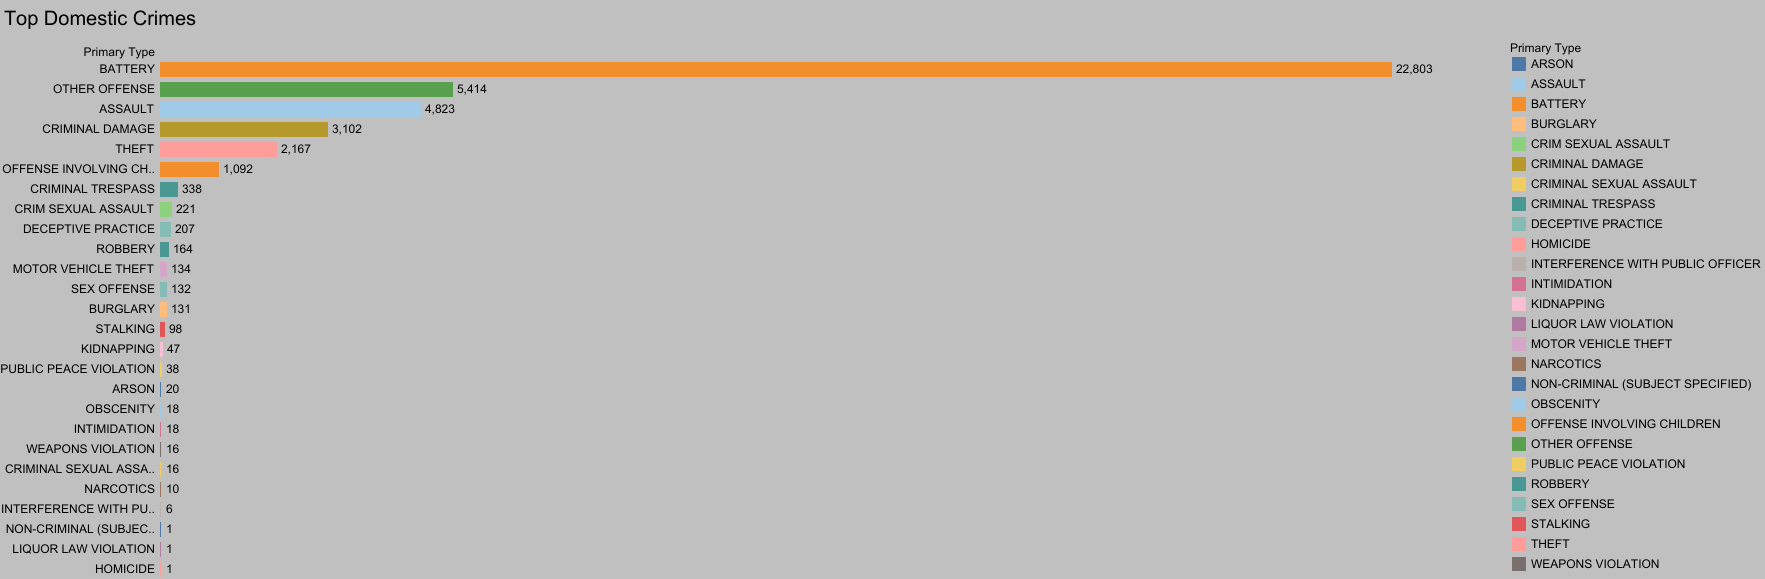 Top Domestic Crimes
Primary Type
BATTERY 22,803
OTHER OFFENSE 5,414
ASSAULT 4,823
CRIMINAL DAMAGE 3,102
THEFT 2,167
OFFENSE INVOLVING CH.. 1,092
CRIMINAL TRESPASS 338
CRIM SEXUAL ASSAULT 221
DECEPTIVE PRACTICE 207
ROBBERY 164
MOTOR VEHICLE THEFT 134
SEX OFFENSE 132
BURGLARY 131
STALKING 98
KIDNAPPING 47
PUBLIC PEACE VIOLATION 38
ARSON 20
OBSCENITY 18
INTIMIDATION 18
WEAPONS VIOLATION 16
CRIMINAL SEXUAL ASSA.. 16
NARCOTICS 10
INTERFERENCE WITH PU.. 6
NON-CRIMINAL (SUBJEC.. 1
LIQUOR LAW VIOLATION 1
HOMICIDE 1
Primary Type
ARSON
ASSAULT
BATTERY
BURGLARY
CRIM SEXUAL ASSAULT
CRIMINAL DAMAGE
CRIMINAL SEXUAL ASSAULT
CRIMINAL TRESPASS
DECEPTIVE PRACTICE
HOMICIDE
INTERFERENCE WITH PUBLIC OFFICER
INTIMIDATION
KIDNAPPING
LIQUOR LAW VIOLATION
MOTOR VEHICLE THEFT
NARCOTICS
NON-CRIMINAL (SUBJECT SPECIFIED)
OBSCENITY
OFFENSE INVOLVING CHILDREN
OTHER OFFENSE
PUBLIC PEACE VIOLATION
ROBBERY
SEX OFFENSE
STALKING
THEFT
WEAPONS VIOLATION